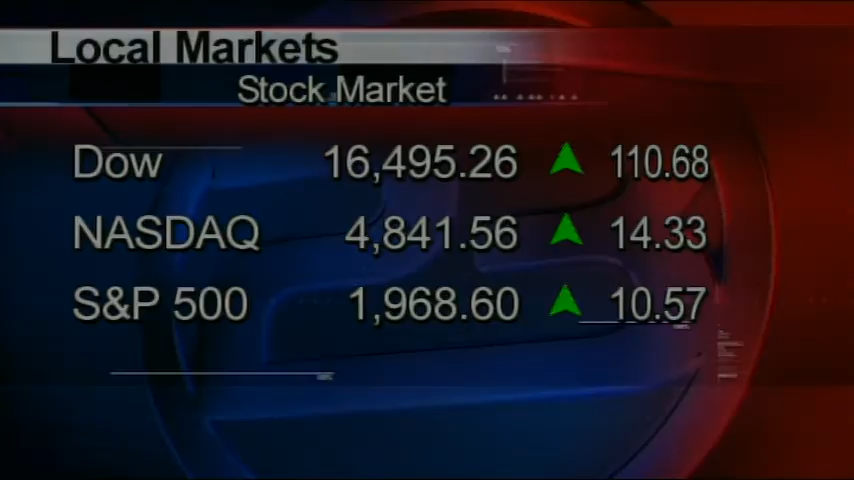 Local Markets
Stock Market
Dow 16,495.26 110.68
NASDAQ 4,841.56 14.33
S&P 500 1,968.60 10.57